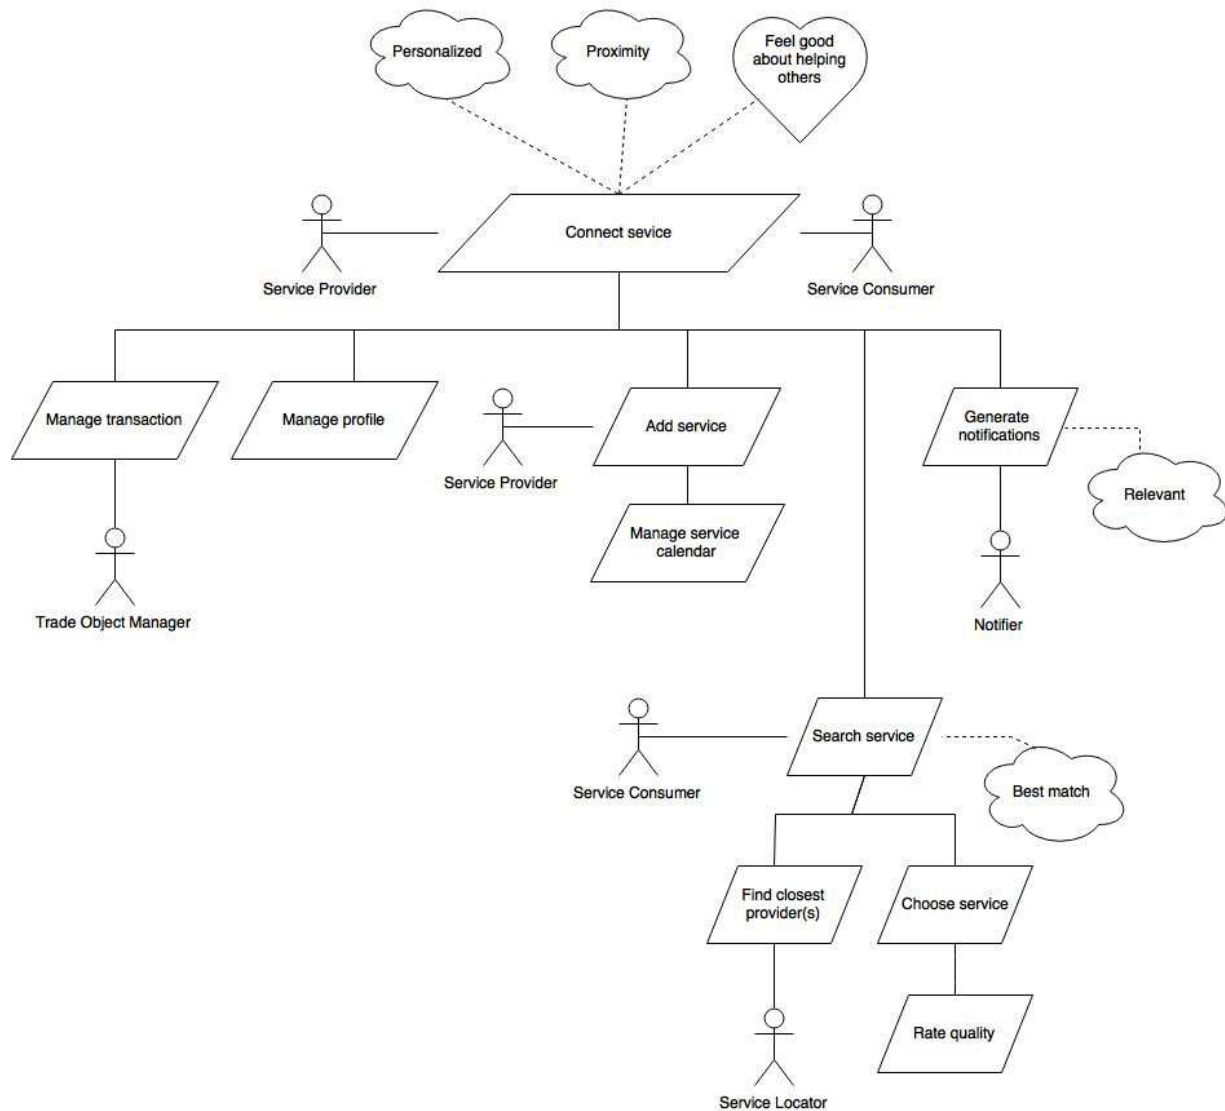 Personalized
Proximity
Feel good
about helping
others
Connect sevice
Service Provider
Service Consumer
Manage transaction
Manage profile
Add service
Generate
notifications
Service Provider
Relevant
Manage service
calendar
Trade Object Manager
Notifier
Search service
Service Consumer
Best match
Find closest
provider(s)
Choose service
Rate quality
Service Locator